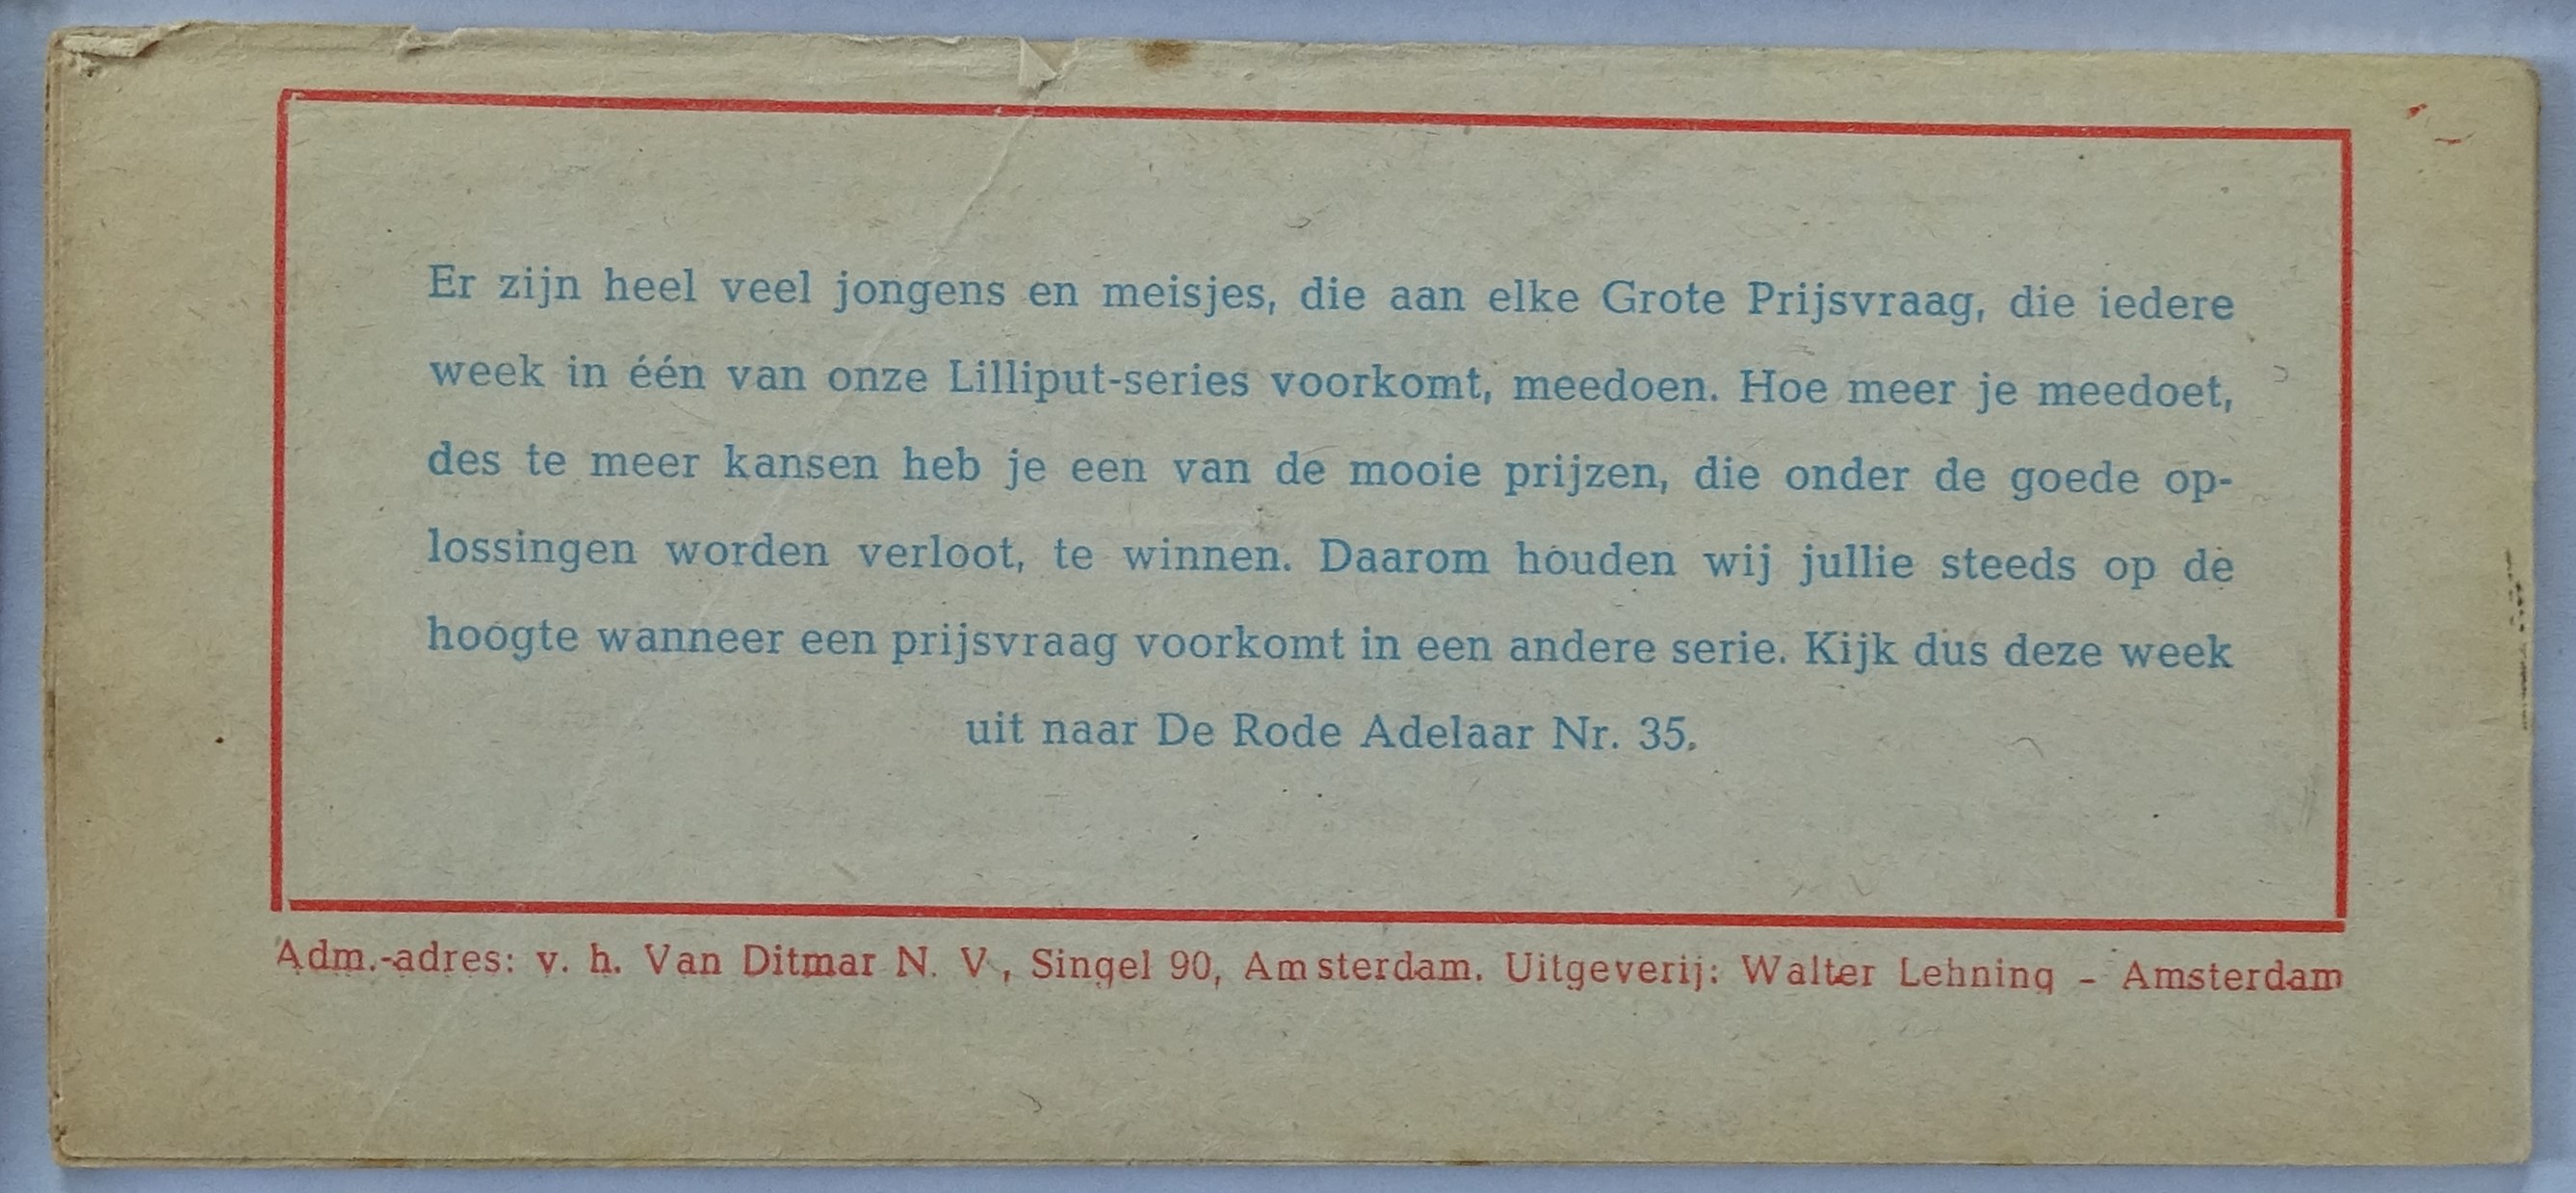 Er zijn heel veel jongens en meisjes, die aan elke Grote Prijsvraag, die iedere
week in één van onze Lilliput-series voorkomt, meedoen. Hoe meer je meedoet,
des te meer kansen heb je een van de mooie prijzen, die onder de goede op-
lossingen worden verloot, te winnen. Daarom houden wij jullie steeds op de
hoogte wanneer een prijsvraag voorkomt in een andere serie. Kijk dus deze week
uit naar De Rode Adelaar Nr. 35.
Adm.-adres: v. h. Van Ditmar N. V., Singel 90, Amsterdam. Uitgeverij: Walter Lehning - Amsterdam